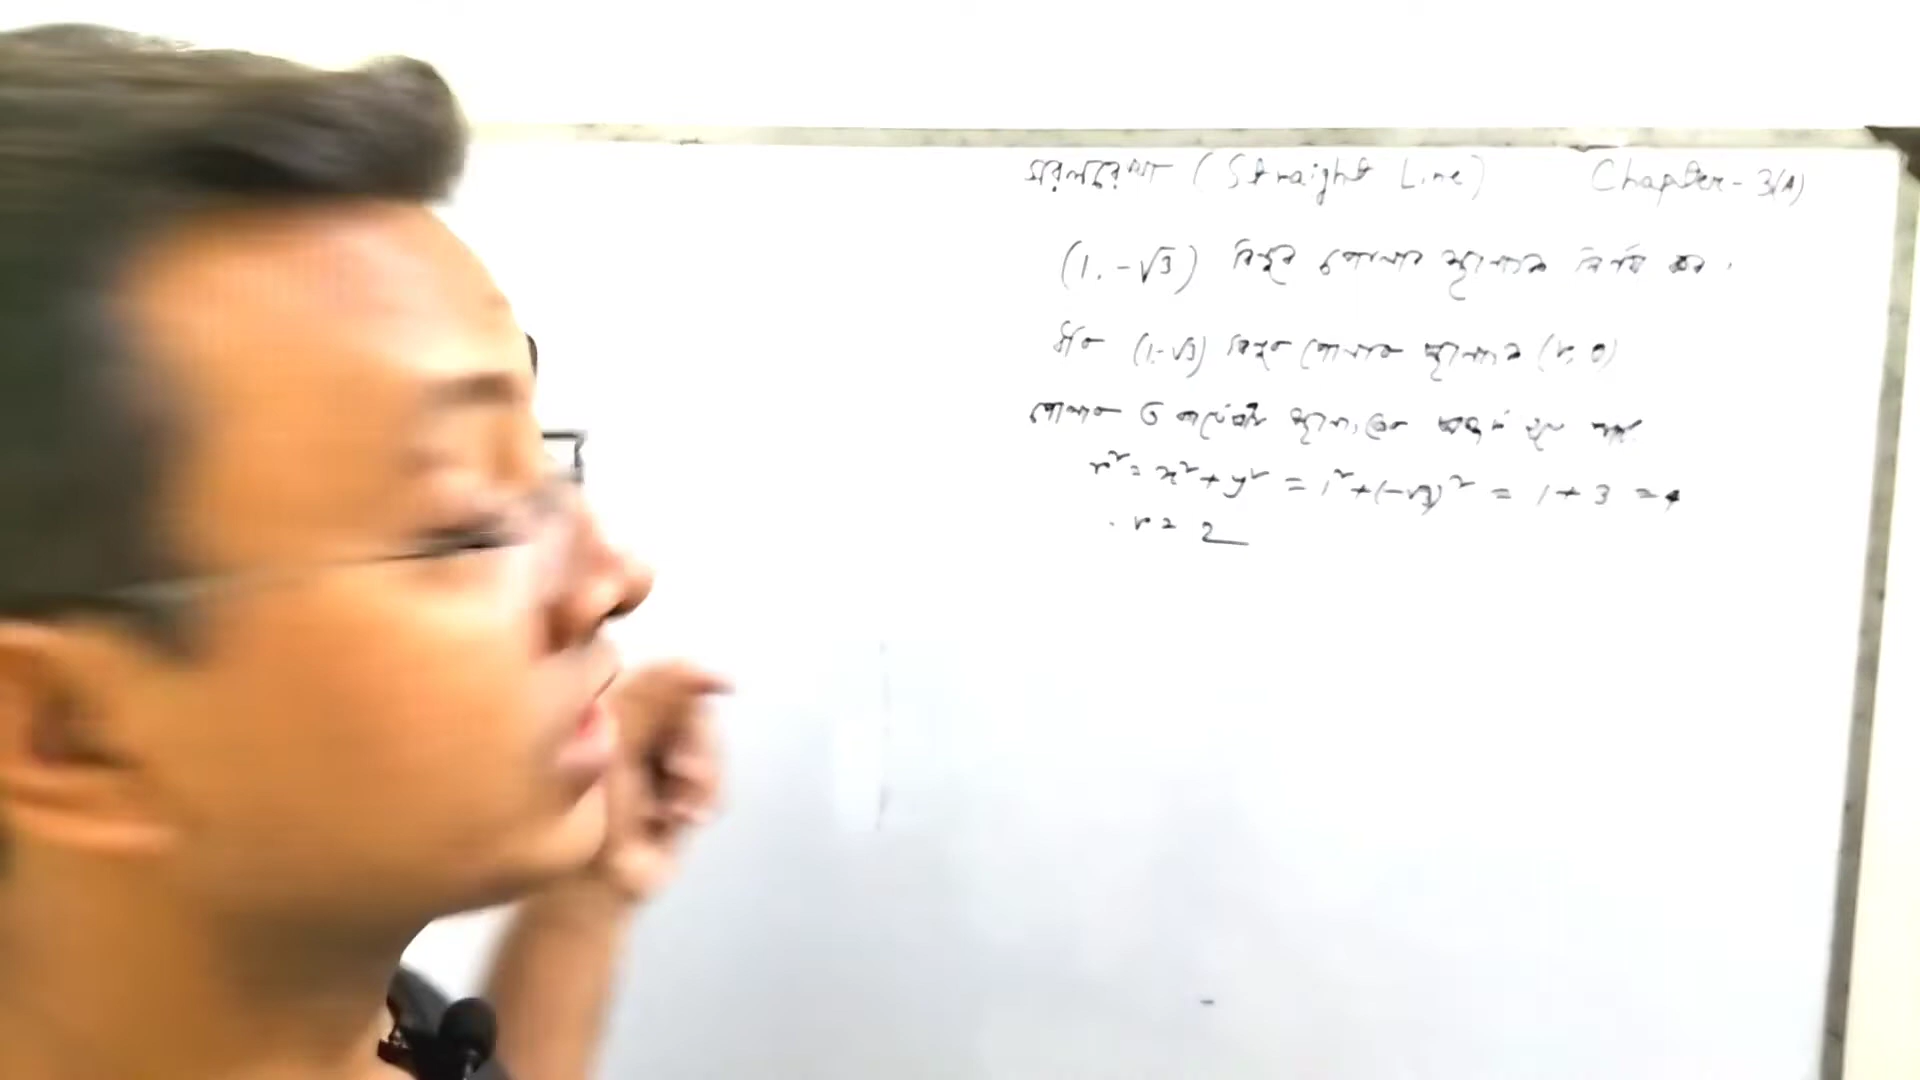 সরলরেখা (Straight Line) Chapter-3(A)
(1, -√3) বিন্দুর পোলার স্থানাংক নির্ণয় কর।
ধরি (1, -√3) বিন্দুর পোলার স্থানাংক (r, θ)
পোলার ও কার্তেসীয়
r² = x² + y² = 1² + (-√3)² = 1 + 3 = 4
r = 2